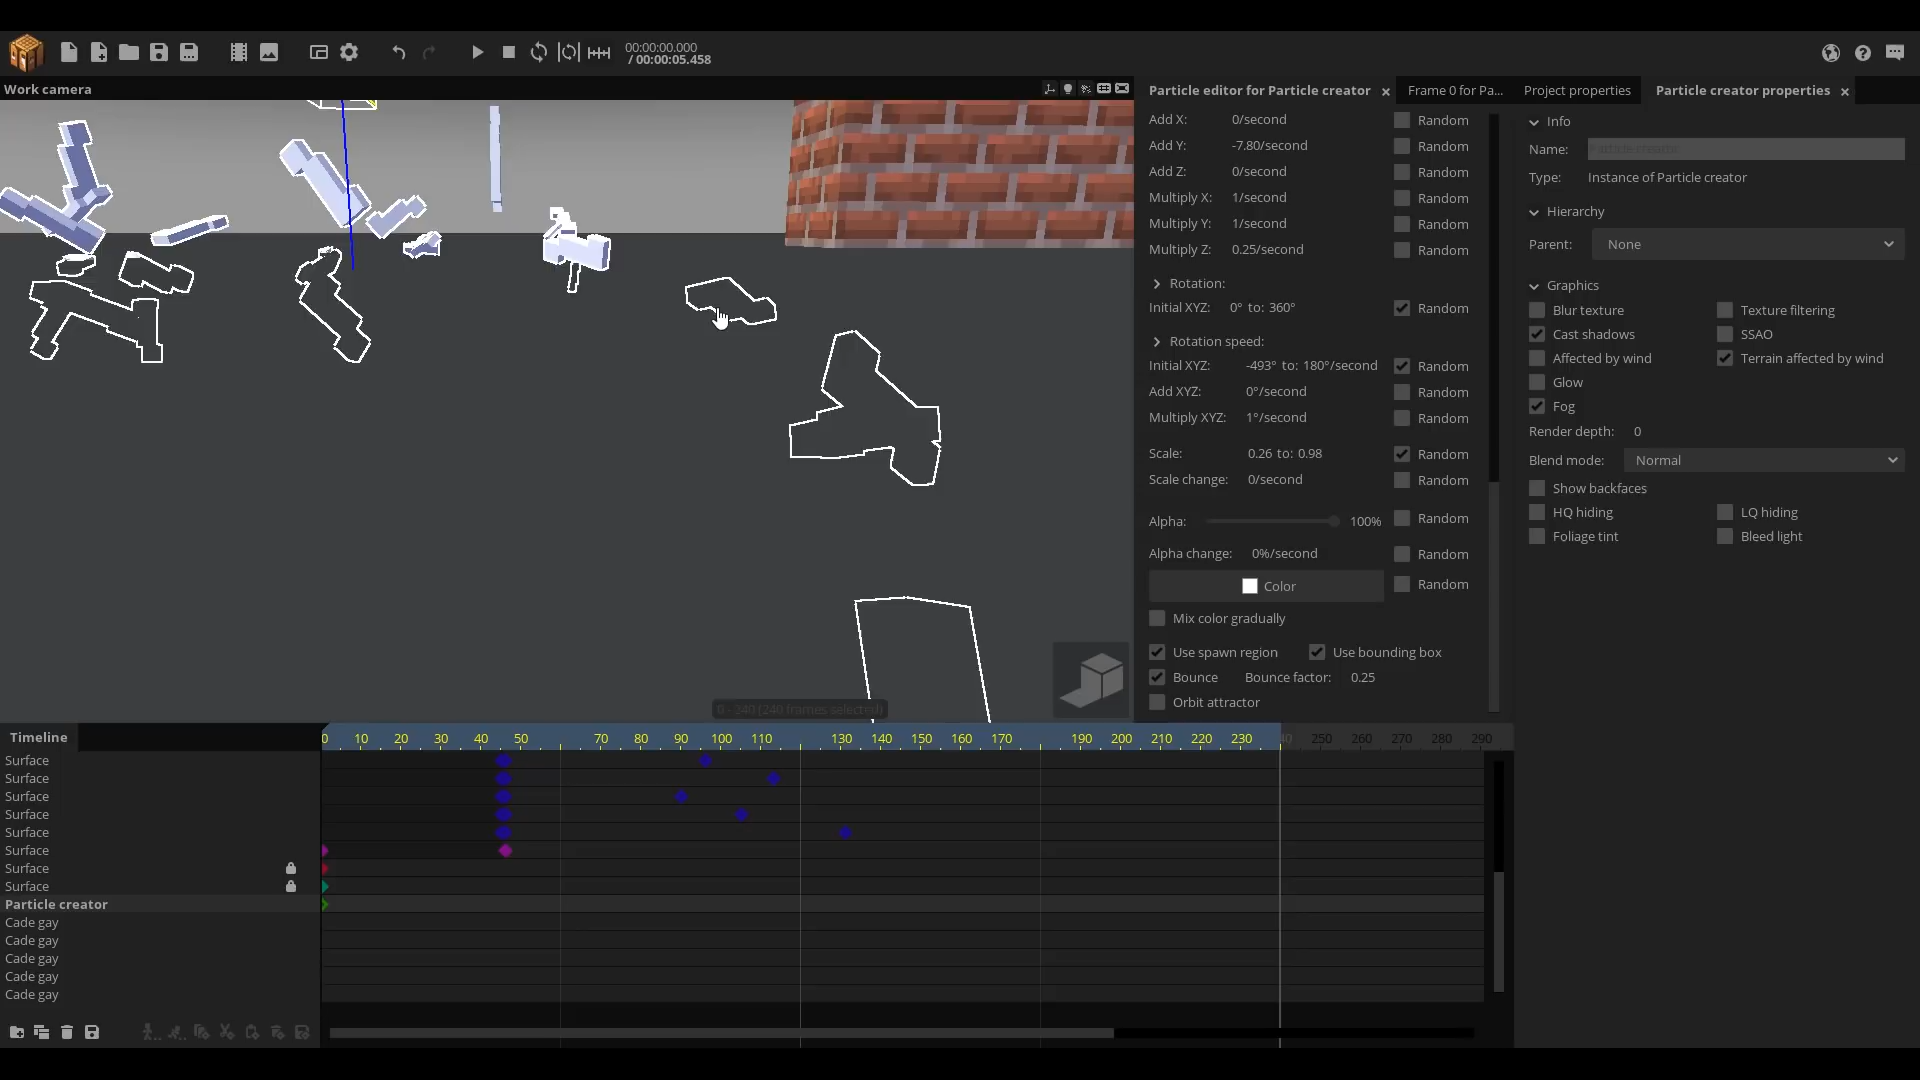 00:00:00.000
/ 00:00:05.458
Work camera
Particle editor for Particle creator
Frame 0 for Pa...
Project properties
Particle creator properties
Add X: 0/second Random
Add Y: -7.80/second Random
Add Z: 0/second Random
Multiply X: 1/second Random
Multiply Y: 1/second Random
Multiply Z: 0.25/second Random
Rotation:
Initial XYZ: 0° to: 360° Random
Rotation speed:
Initial XYZ: -493° to: 180°/second Random
Add XYZ: 0°/second Random
Multiply XYZ: 1°/second Random
Scale: 0.26 to: 0.98 Random
Scale change: 0/second Random
Alpha: 100% Random
Alpha change: 0%/second Random
Color Random
Mix color gradually
Use spawn region Use bounding box
Bounce Bounce factor: 0.25
Orbit attractor
Info
Name: Particle creator
Type: Instance of Particle creator
Hierarchy
Parent: None
Graphics
Blur texture Texture filtering
Cast shadows SSAO
Affected by wind Terrain affected by wind
Glow
Fog
Render depth: 0
Blend mode: Normal
Show backfaces
HQ hiding LQ hiding
Foliage tint Bleed light
0 - 240 (240 frames selected)
Timeline
0 10 20 30 40 50 70 80 90 100 110 130 140 150 160 170 190 200 210 220 230 40 250 260 270 280 290
Surface
Surface
Surface
Surface
Surface
Surface
Surface
Surface
Particle creator
Cade gay
Cade gay
Cade gay
Cade gay
Cade gay